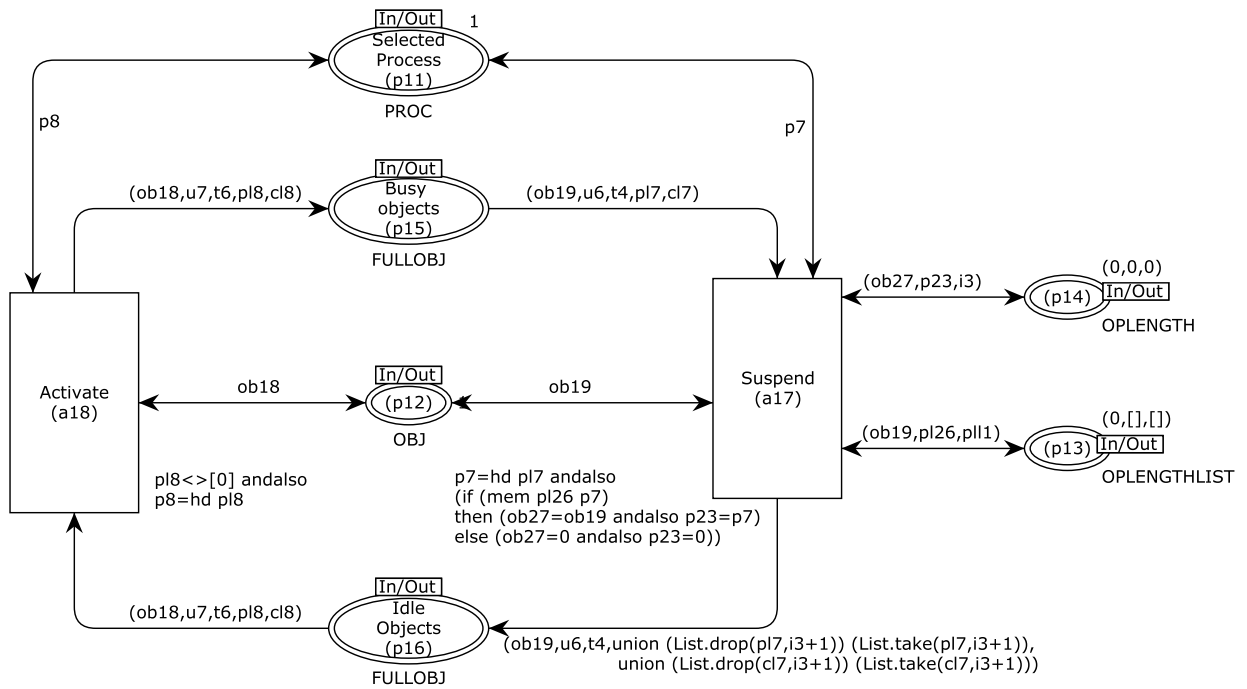 In/Out
1
Selected
Process
(p11)
PROC
p8
p7
In/Out
(ob18,u7,t6,pl8,cl8)
Busy
objects
(p15)
(ob19,u6,t4,pl7,cl7)
FULLOBJ
(0,0,0)
(ob27,p23,i3)
(p14)
In/Out
OPLENGTH
Activate
(a18)
ob18
In/Out
(p12)
OBJ
ob19
Suspend
(a17)
(0,[],[])
(ob19,pl26,pll1)
(p13)
In/Out
OPLENGTHLIST
pl8<>[0] andalso
p8=hd pl8
p7=hd pl7 andalso
(if (mem pl26 p7)
then (ob27=ob19 andalso p23=p7)
else (ob27=0 andalso p23=0))
In/Out
(ob18,u7,t6,pl8,cl8)
Idle
Objects
(p16)
FULLOBJ
(ob19,u6,t4,union (List.drop(pl7,i3+1)) (List.take(pl7,i3+1)),
union (List.drop(cl7,i3+1)) (List.take(cl7,i3+1)))